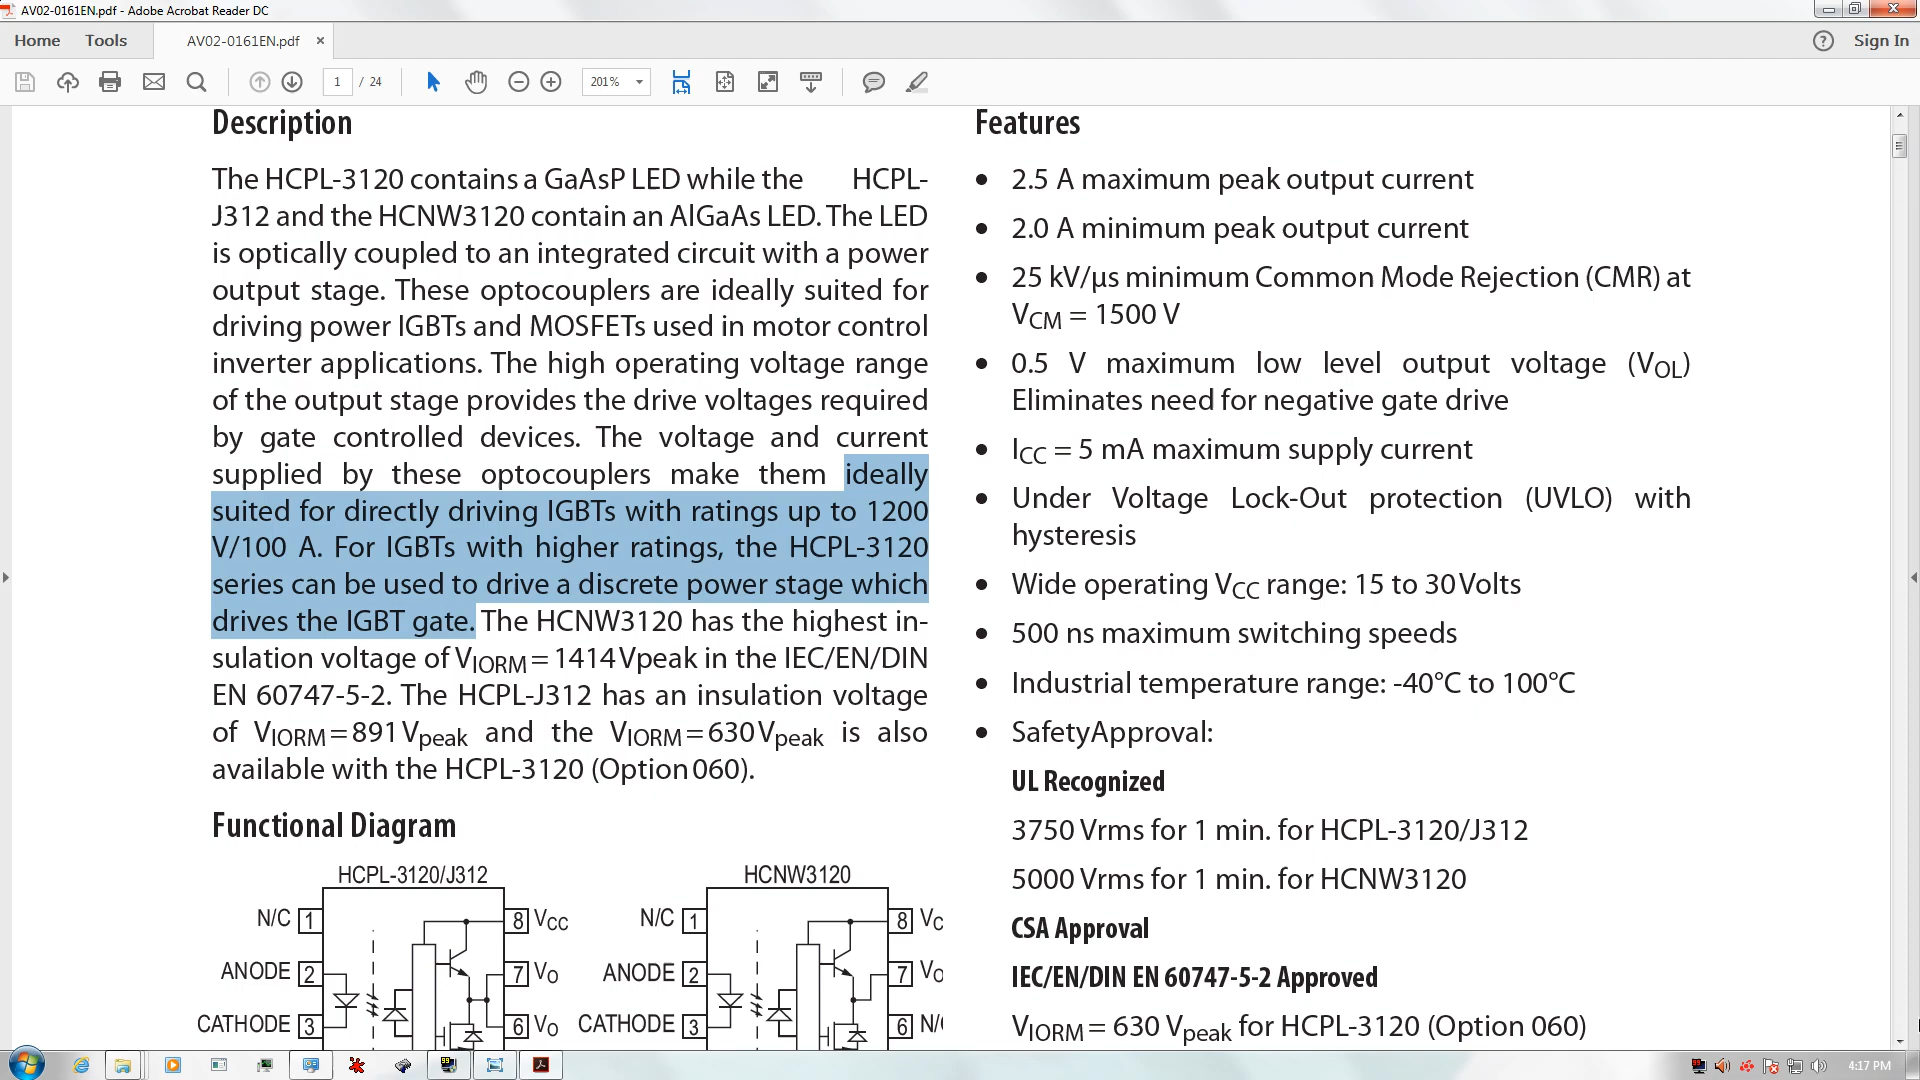 AV02-0161EN.pdf - Adobe Acrobat Reader DC
Home Tools AV02-0161EN.pdf × Sign In
1 / 24 201%
Description
The HCPL-3120 contains a GaAsP LED while the HCPL-
J312 and the HCNW3120 contain an AlGaAs LED. The LED
is optically coupled to an integrated circuit with a power
output stage. These optocouplers are ideally suited for
driving power IGBTs and MOSFETs used in motor control
inverter applications. The high operating voltage range
of the output stage provides the drive voltages required
by gate controlled devices. The voltage and current
supplied by these optocouplers make them ideally
suited for directly driving IGBTs with ratings up to 1200
V/100 A. For IGBTs with higher ratings, the HCPL-3120
series can be used to drive a discrete power stage which
drives the IGBT gate. The HCNW3120 has the highest in-
sulation voltage of VIORM = 1414 Vpeak in the IEC/EN/DIN
EN 60747-5-2. The HCPL-J312 has an insulation voltage
of VIORM = 891 Vpeak and the VIORM = 630 Vpeak is also
available with the HCPL-3120 (Option 060).
Functional Diagram
HCPL-3120/J312
N/C 1 8 VCC
ANODE 2 7 VO
CATHODE 3 6 VO
HCNW3120
N/C 1 8 VC
ANODE 2 7 VO
CATHODE 3 6 N/
Features
• 2.5 A maximum peak output current
• 2.0 A minimum peak output current
• 25 kV/µs minimum Common Mode Rejection (CMR) at
VCM = 1500 V
• 0.5 V maximum low level output voltage (VOL)
Eliminates need for negative gate drive
• ICC = 5 mA maximum supply current
• Under Voltage Lock-Out protection (UVLO) with
hysteresis
• Wide operating VCC range: 15 to 30 Volts
• 500 ns maximum switching speeds
• Industrial temperature range: -40°C to 100°C
• Safety Approval:
UL Recognized
3750 Vrms for 1 min. for HCPL-3120/J312
5000 Vrms for 1 min. for HCNW3120
CSA Approval
IEC/EN/DIN EN 60747-5-2 Approved
VIORM = 630 Vpeak for HCPL-3120 (Option 060)
4:17 PM